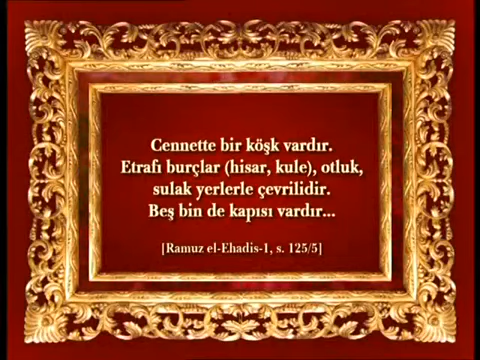 Cennette bir köşk vardır.
Etrafı burçlar (hisar, kule), otluk,
sulak yerlerle çevrilidir.
Beş bin de kapısı vardır...
[Ramuz el-Ehadis-1, s. 125/5]